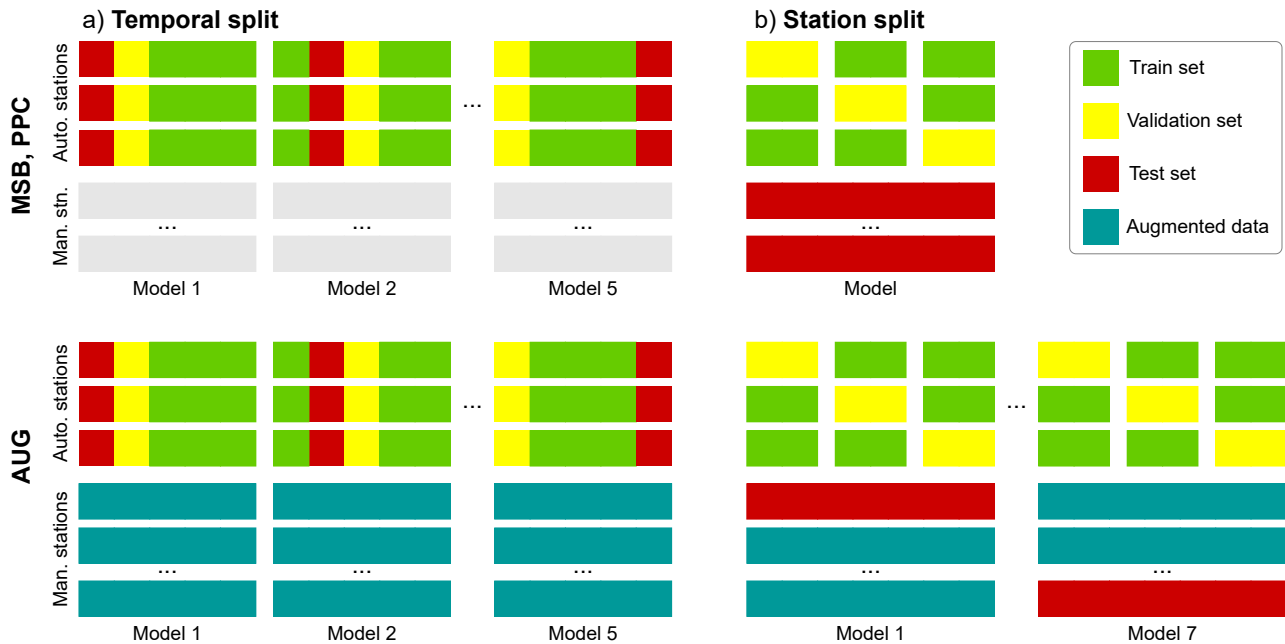 a) Temporal split
b) Station split
MSB, PPC
Auto. stations
Man. stn.
...
...
...
...
...
Model 1
Model 2
Model 5
Model
Train set
Validation set
Test set
Augmented data
AUG
Auto. stations
Man. stations
...
...
...
...
...
...
...
Model 1
Model 2
Model 5
Model 1
Model 7